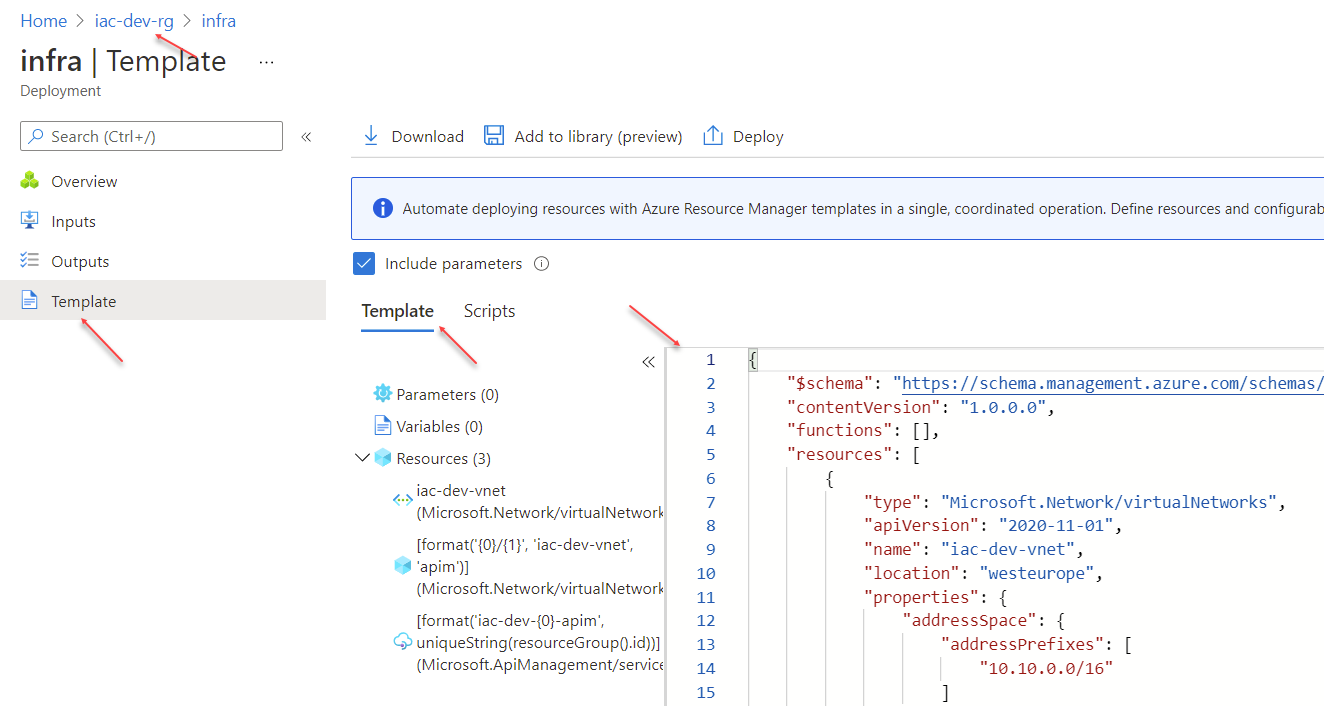 Home > iac-dev-rg > infra
infra | Template ...
Deployment
Search (Ctrl+/) «
Overview
Inputs
Outputs
Template
Download Add to library (preview) Deploy
Automate deploying resources with Azure Resource Manager templates in a single, coordinated operation. Define resources and configurab
Include parameters
Template Scripts
«
Parameters (0)
Variables (0)
Resources (3)
iac-dev-vnet
(Microsoft.Network/virtualNetwork
[format('{0}/{1}', 'iac-dev-vnet',
'apim')]
(Microsoft.Network/virtualNetwork
[format('iac-dev-{0}-apim',
uniqueString(resourceGroup().id))]
(Microsoft.ApiManagement/service
1 {
2 "$schema": "https://schema.management.azure.com/schemas/
3 "contentVersion": "1.0.0.0",
4 "functions": [],
5 "resources": [
6 {
7 "type": "Microsoft.Network/virtualNetworks",
8 "apiVersion": "2020-11-01",
9 "name": "iac-dev-vnet",
10 "location": "westeurope",
11 "properties": {
12 "addressSpace": {
13 "addressPrefixes": [
14 "10.10.0.0/16"
15 ]